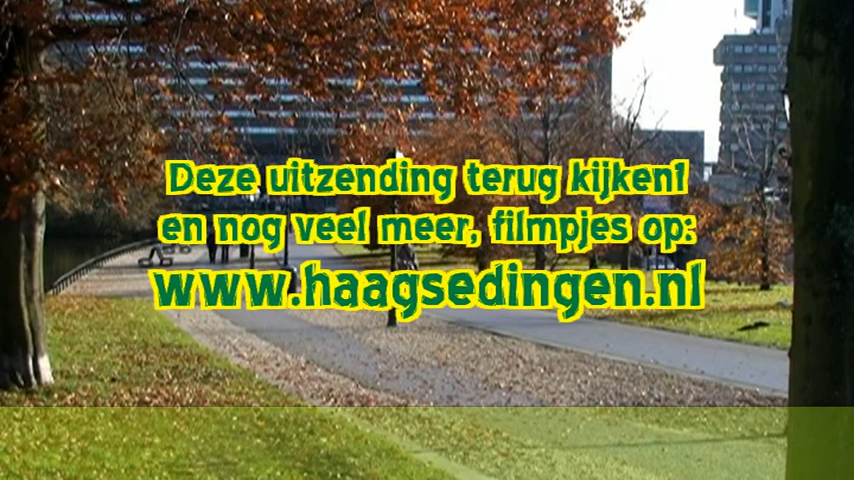 Deze uitzending terug kijken!
en nog veel meer, filmpjes op:
www.haagsedingen.nl